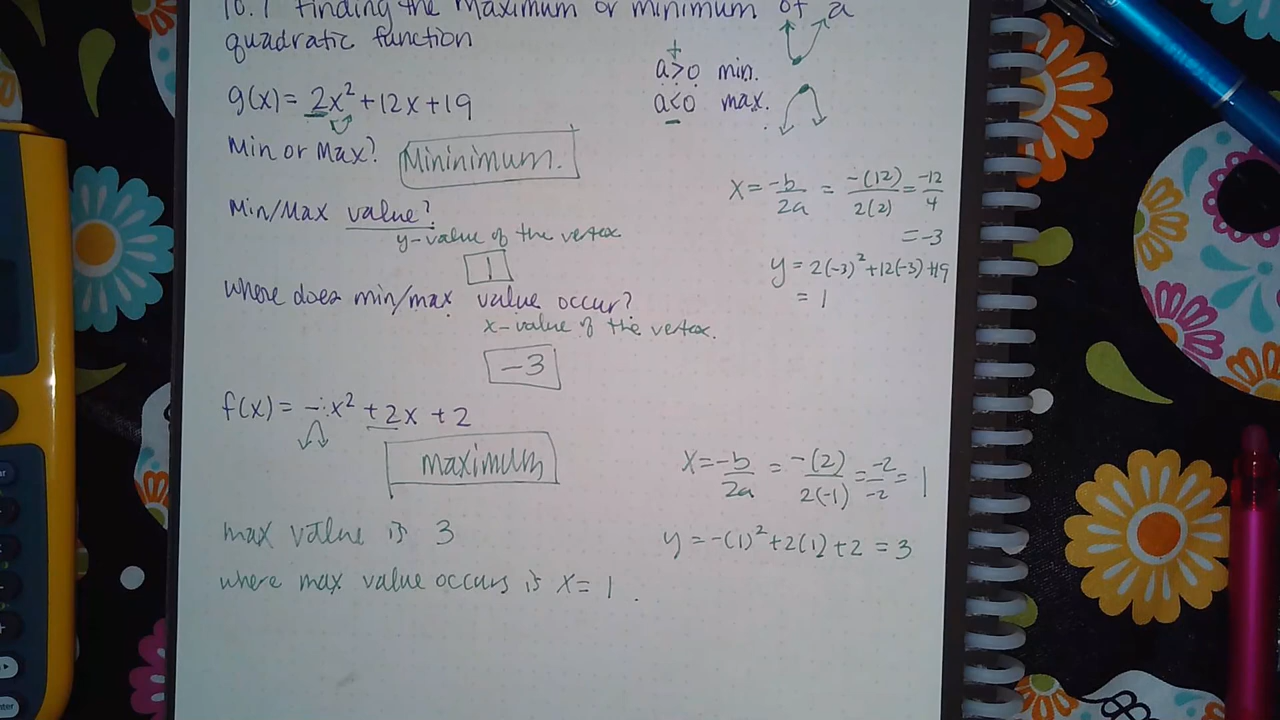 10.1 Finding the maximum or minimum of a
quadratic function
+
a>0 min.
g(x) = 2x² + 12x + 19
a<0 max.
Min or Max? Mininimum.
x = -b/2a = -(12)/2(2) = -12/4
= -3
Min/Max value?
y-value of the vertex
1
y = 2(-3)² + 12(-3) + 19
= 1
where does min/max value occur?
x-value of the vertex.
-3
f(x) = -x² + 2x + 2
maximum
x = -b/2a = -(2)/2(-1) = -2/-2 = 1
max value is 3
y = -(1)² + 2(1) + 2 = 3
where max value occurs is x = 1.